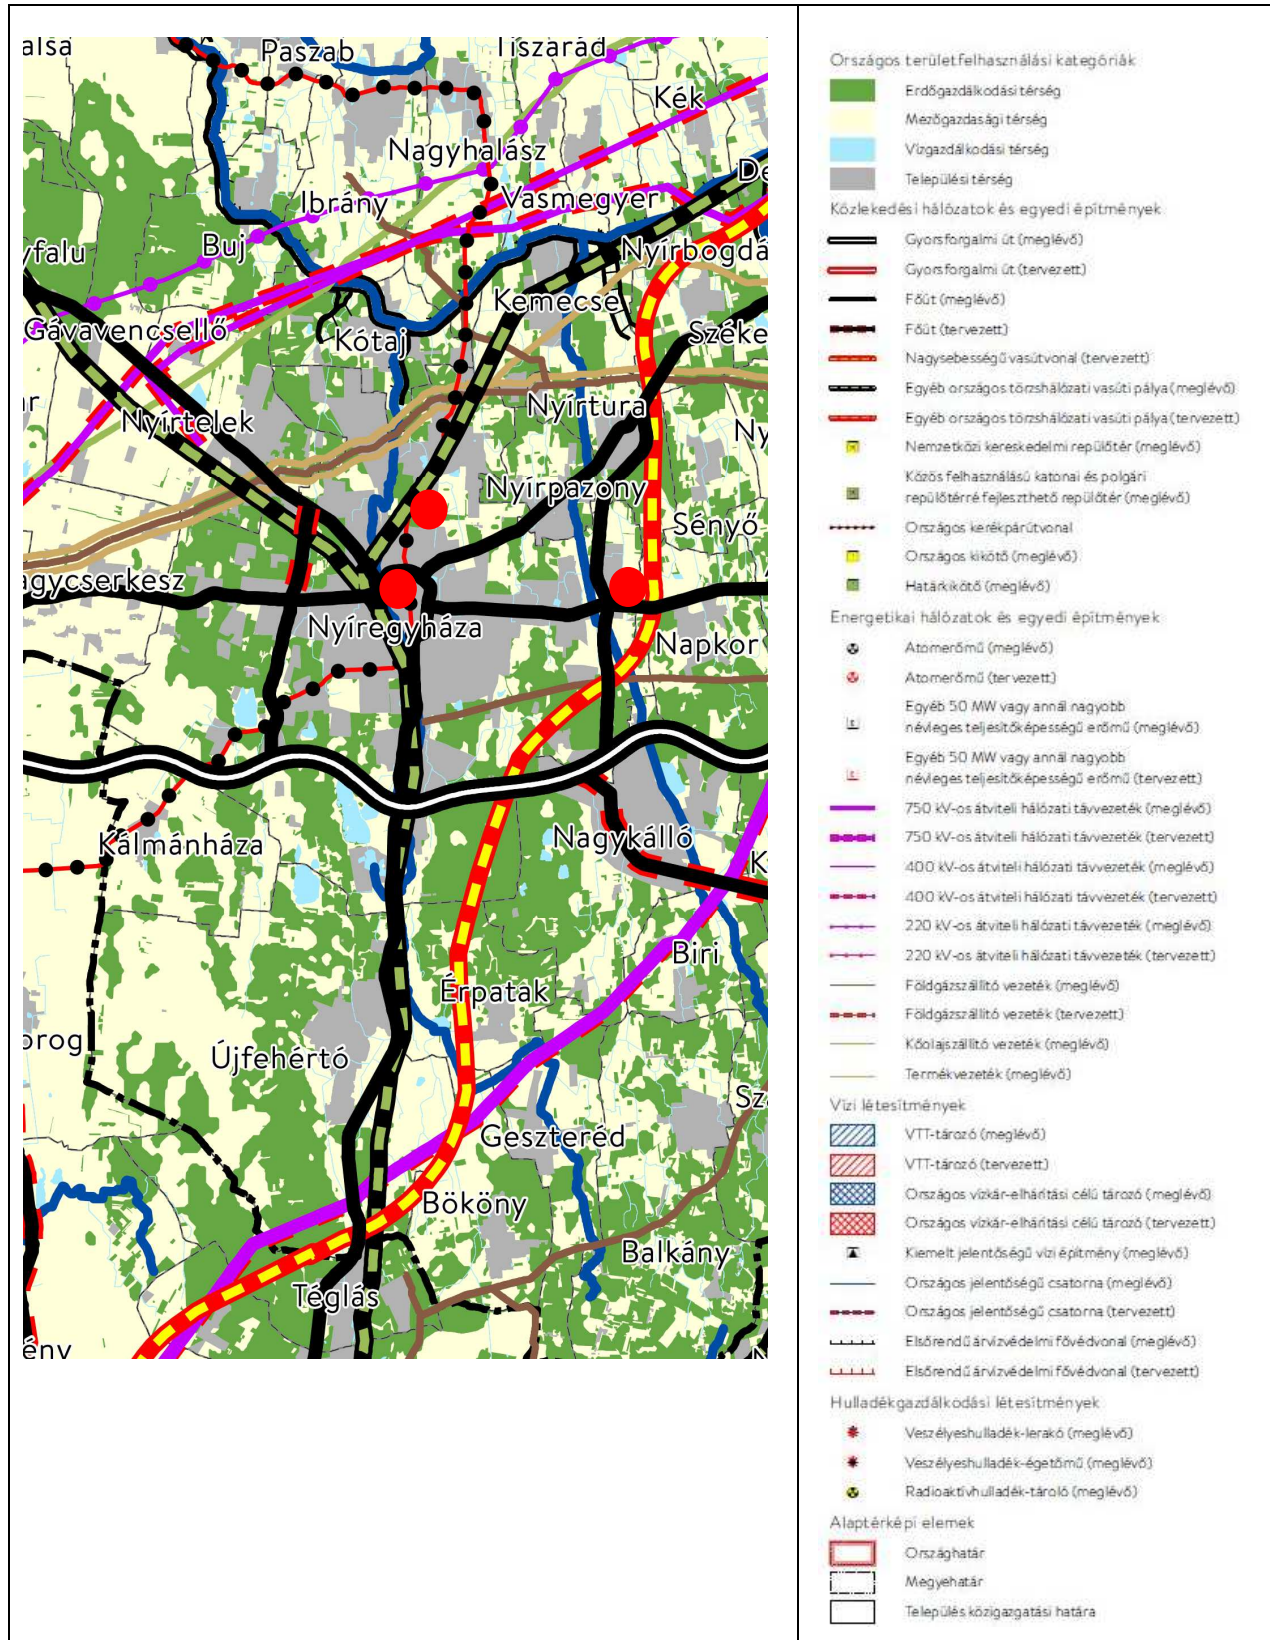 alsa
Paszab
Tiszarád
Kék
Nagyhalász
De
Ibrány
Vasmegyer
Buj
yfalu
Nyírbogdá
Kemecse
Gávavencsellő
Kótaj
Széke
ár
Nyírtelek
Nyírtura
Ny
Nyírpazony
Sényő
agycserkesz
Nyíregyháza
Napkor
Kálmánháza
Nagykálló
K
Biri
Érpatak
orog
Újfehértó
Sz
Geszteréd
Bököny
Balkány
Téglás
ény
Országos területfelhasználási kategóriák
Erdőgazdálkodási térség
Mezőgazdasági térség
Vízgazdálkodási térség
Települési térség
Közlekedési hálózatok és egyedi építmények
Gyorsforgalmi út (meglévő)
Gyorsforgalmi út (tervezett)
Főút (meglévő)
Főút (tervezett)
Nagysebességű vasútvonal (tervezett)
Egyéb országos törzshálózati vasúti pálya (meglévő)
Egyéb országos törzshálózati vasúti pálya (tervezett)
Nemzetközi kereskedelmi repülőtér (meglévő)
Közös felhasználású katonai és polgári
repülőtérré fejleszthető repülőtér (meglévő)
Országos kerékpárútvonal
Országos kikötő (meglévő)
Határkikötő (meglévő)
Energetikai hálózatok és egyedi építmények
Atomerőmű (meglévő)
Atomerőmű (tervezett)
Egyéb 50 MW vagy annál nagyobb
névleges teljesítőképességű erőmű (meglévő)
Egyéb 50 MW vagy annál nagyobb
névleges teljesítőképességű erőmű (tervezett)
750 kV-os átviteli hálózati távvezeték (meglévő)
750 kV-os átviteli hálózati távvezeték (tervezett)
400 kV-os átviteli hálózati távvezeték (meglévő)
400 kV-os átviteli hálózati távvezeték (tervezett)
220 kV-os átviteli hálózati távvezeték (meglévő)
220 kV-os átviteli hálózati távvezeték (tervezett)
Földgázszállító vezeték (meglévő)
Földgázszállító vezeték (tervezett)
Kőolajszállító vezeték (meglévő)
Termékvezeték (meglévő)
Vízi létesítmények
VTT-tározó (meglévő)
VTT-tározó (tervezett)
Országos vízkár-elhárítási célú tározó (meglévő)
Országos vízkár-elhárítási célú tározó (tervezett)
Kiemelt jelentőségű vízi építmény (meglévő)
Országos jelentőségű csatorna (meglévő)
Országos jelentőségű csatorna (tervezett)
Elsőrendű árvízvédelmi fővédvonal (meglévő)
Elsőrendű árvízvédelmi fővédvonal (tervezett)
Hulladékgazdálkodási létesítmények
Veszélyeshulladék-lerakó (meglévő)
Veszélyeshulladék-égetőmű (meglévő)
Radioaktívhulladék-tároló (meglévő)
Alaptérképi elemek
Országhatár
Megyehatár
Település közigazgatási határa